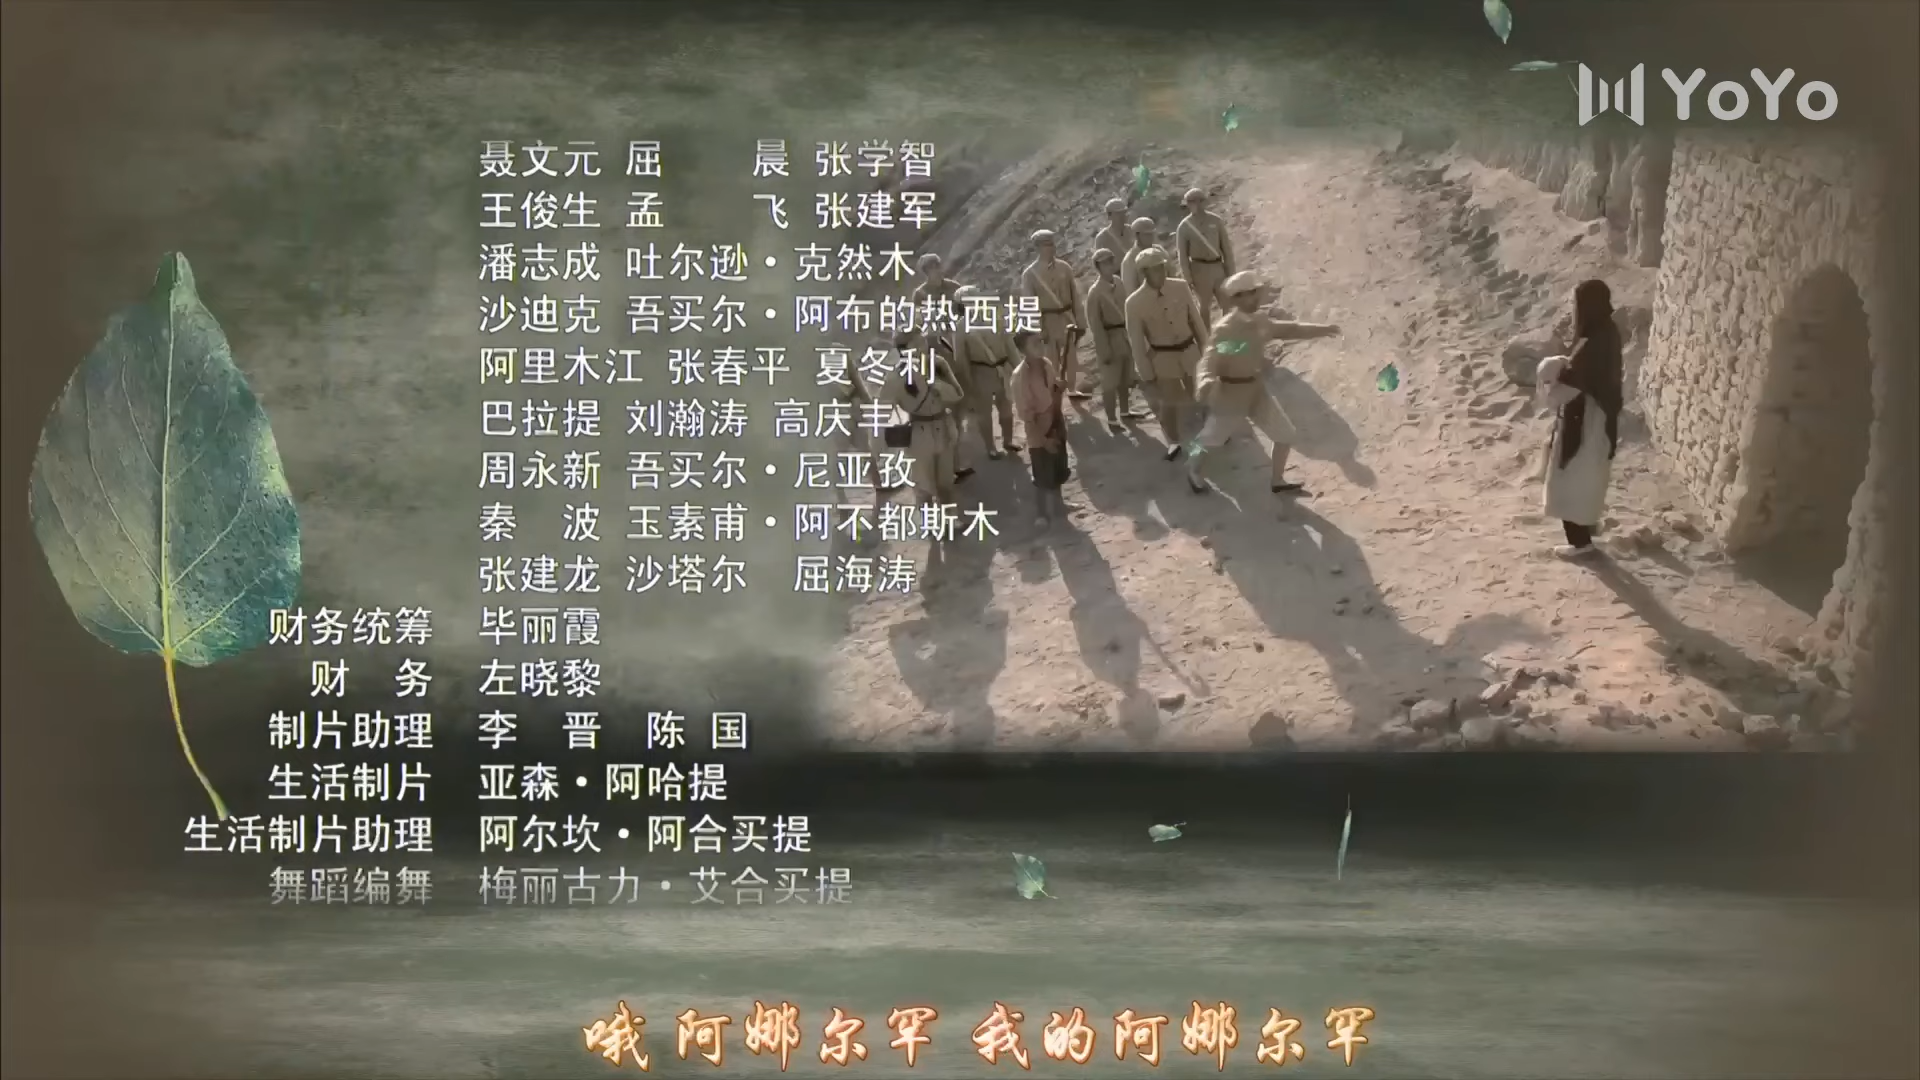 YoYo
聂文元 屈 晨 张学智
王俊生 孟 飞 张建军
潘志成 吐尔逊·克然木
沙迪克 吾买尔·阿布的热西提
阿里木江 张春平 夏冬利
巴拉提 刘瀚涛 高庆丰
周永新 吾买尔·尼亚孜
秦 波 玉素甫·阿不都斯木
张建龙 沙塔尔 屈海涛
财务统筹 毕丽霞
财 务 左晓黎
制片助理 李 晋 陈 国
生活制片 亚森·阿哈提
生活制片助理 阿尔坎·阿合买提
舞蹈编舞 梅丽古力·艾合买提
哦 阿娜尔罕 我的阿娜尔罕